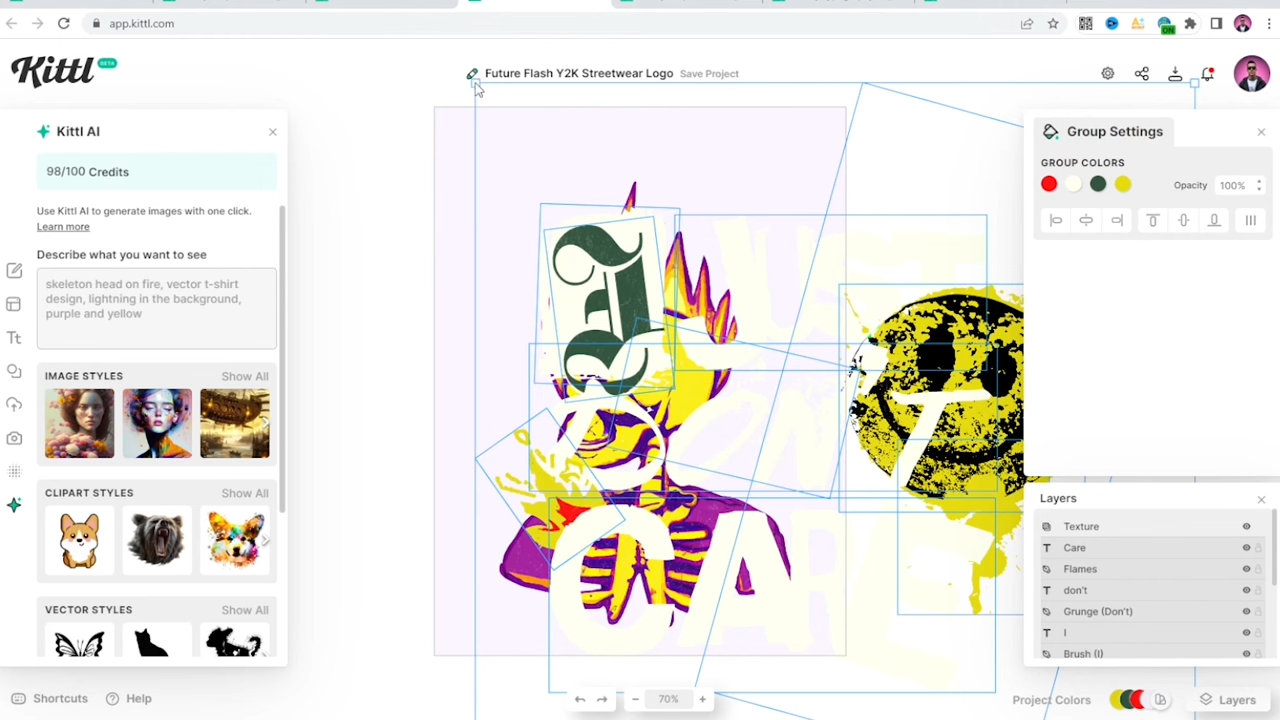 app.kittl.com
ON
Kittl
BETA
Future Flash Y2K Streetwear Logo Save Project
Kittl AI
98/100 Credits
Use Kittl AI to generate images with one click.
Learn more
Describe what you want to see
skeleton head on fire, vector t-shirt
design, lightning in the background,
purple and yellow
IMAGE STYLES Show All
CLIPART STYLES Show All
VECTOR STYLES Show All
Shortcuts
Help
JUST
I
DON'T
CARE
70%
Group Settings
GROUP COLORS
Opacity 100%
Layers
Texture
Care
Flames
don't
Grunge (Don't)
I
Brush (I)
Project Colors
Layers